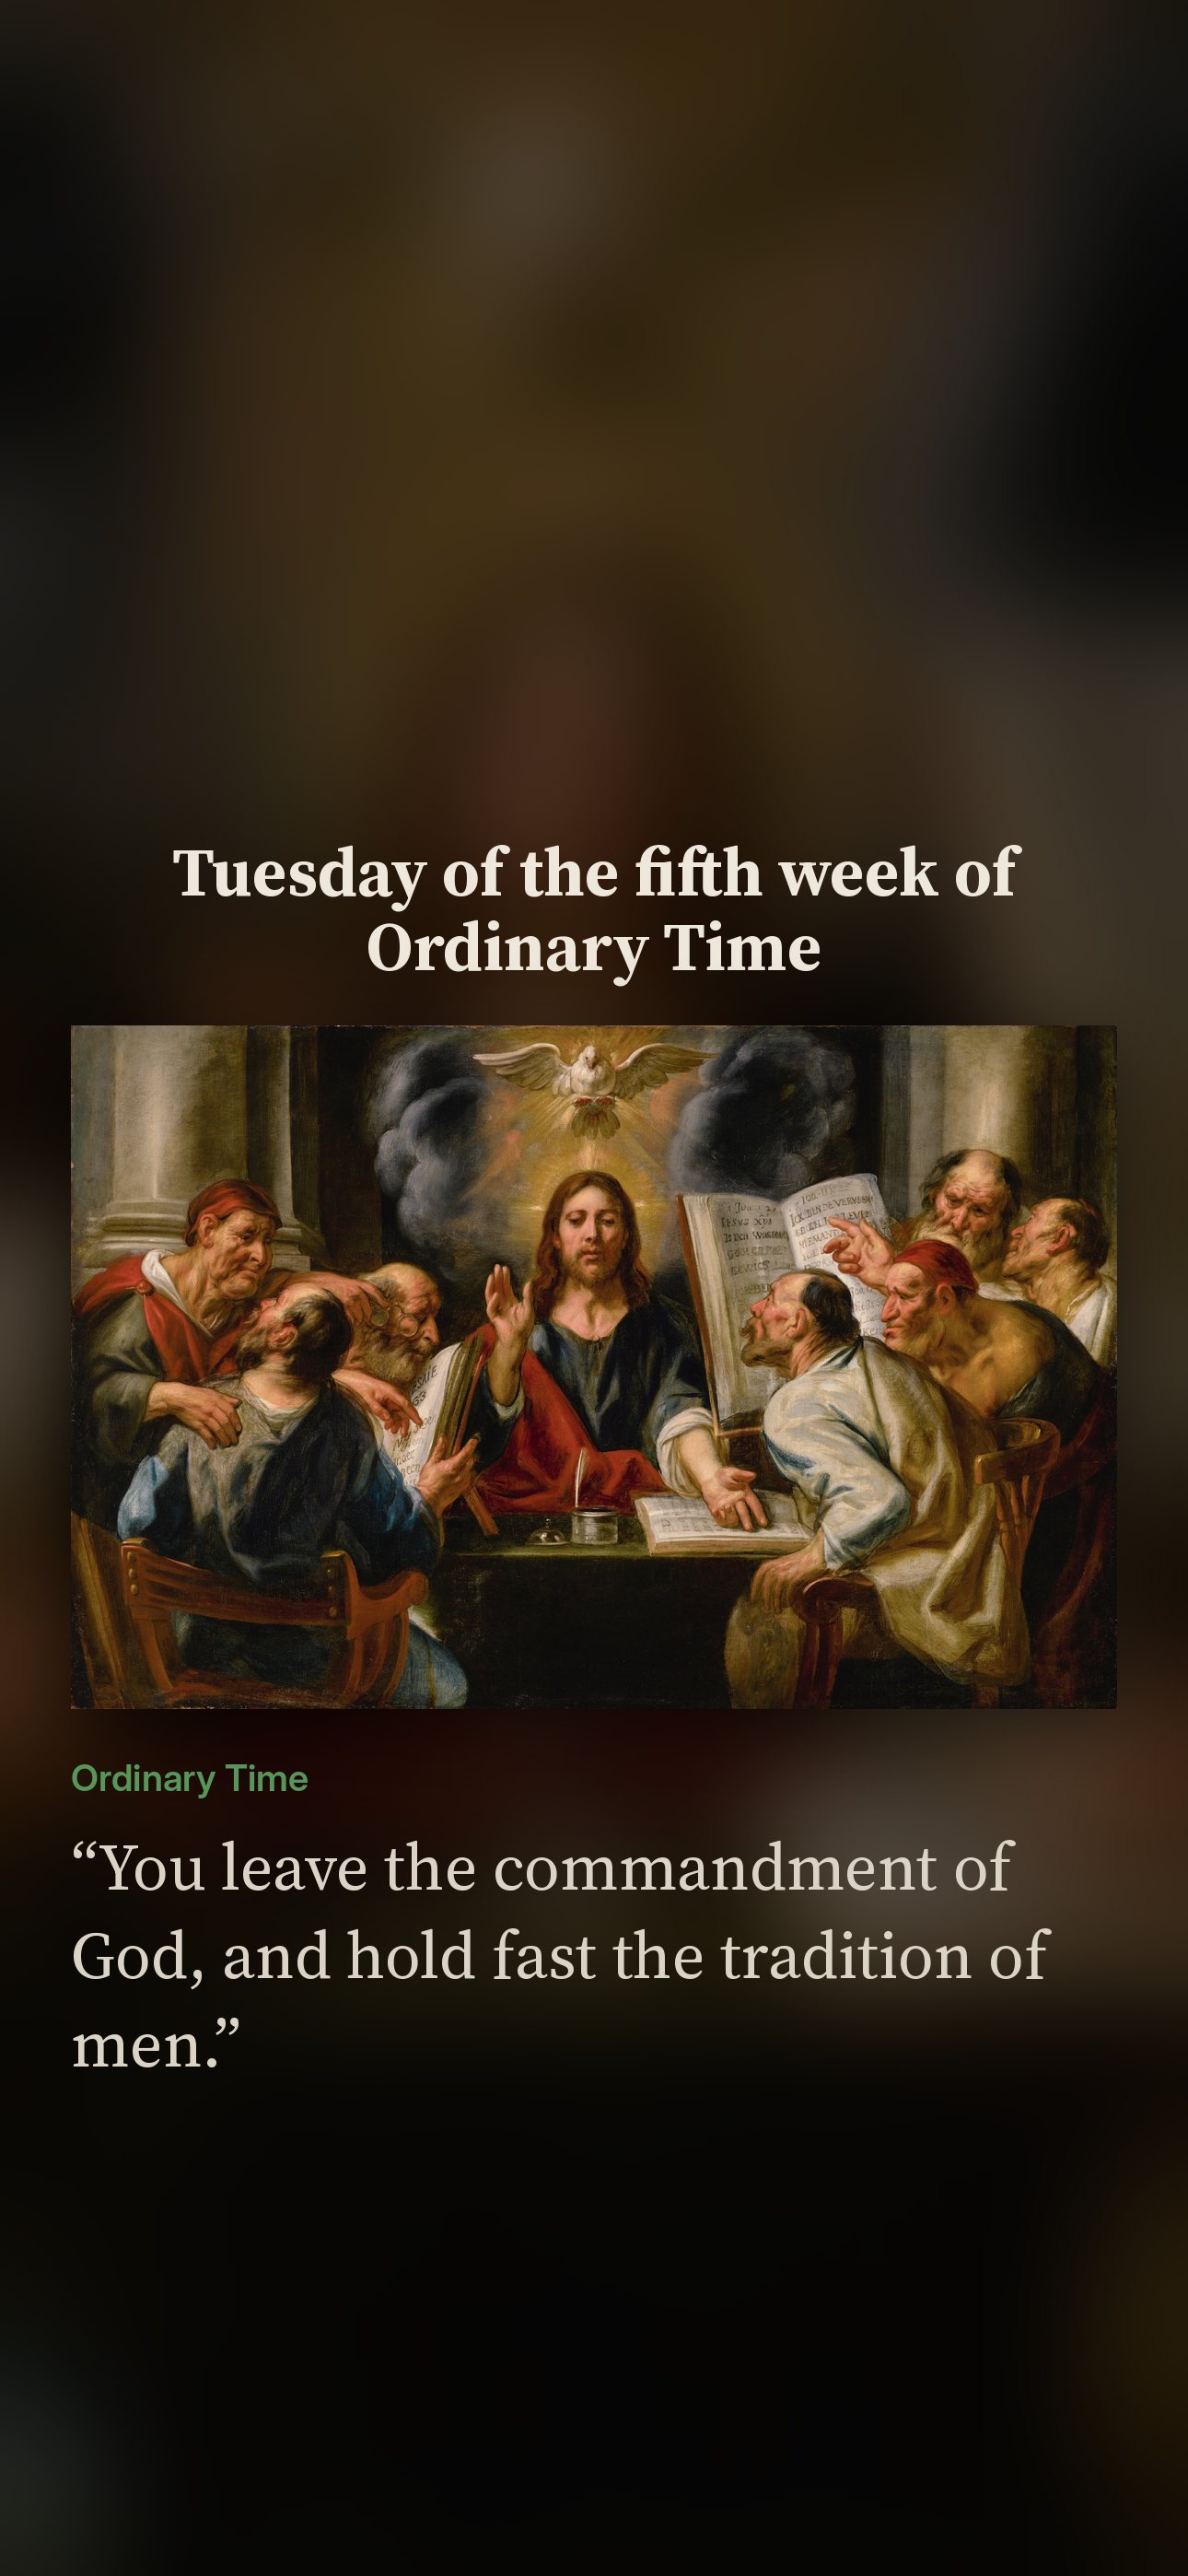 Tuesday of the fifth week of
Ordinary Time
Ordinary Time
“You leave the commandment of
God, and hold fast the tradition of
men.”